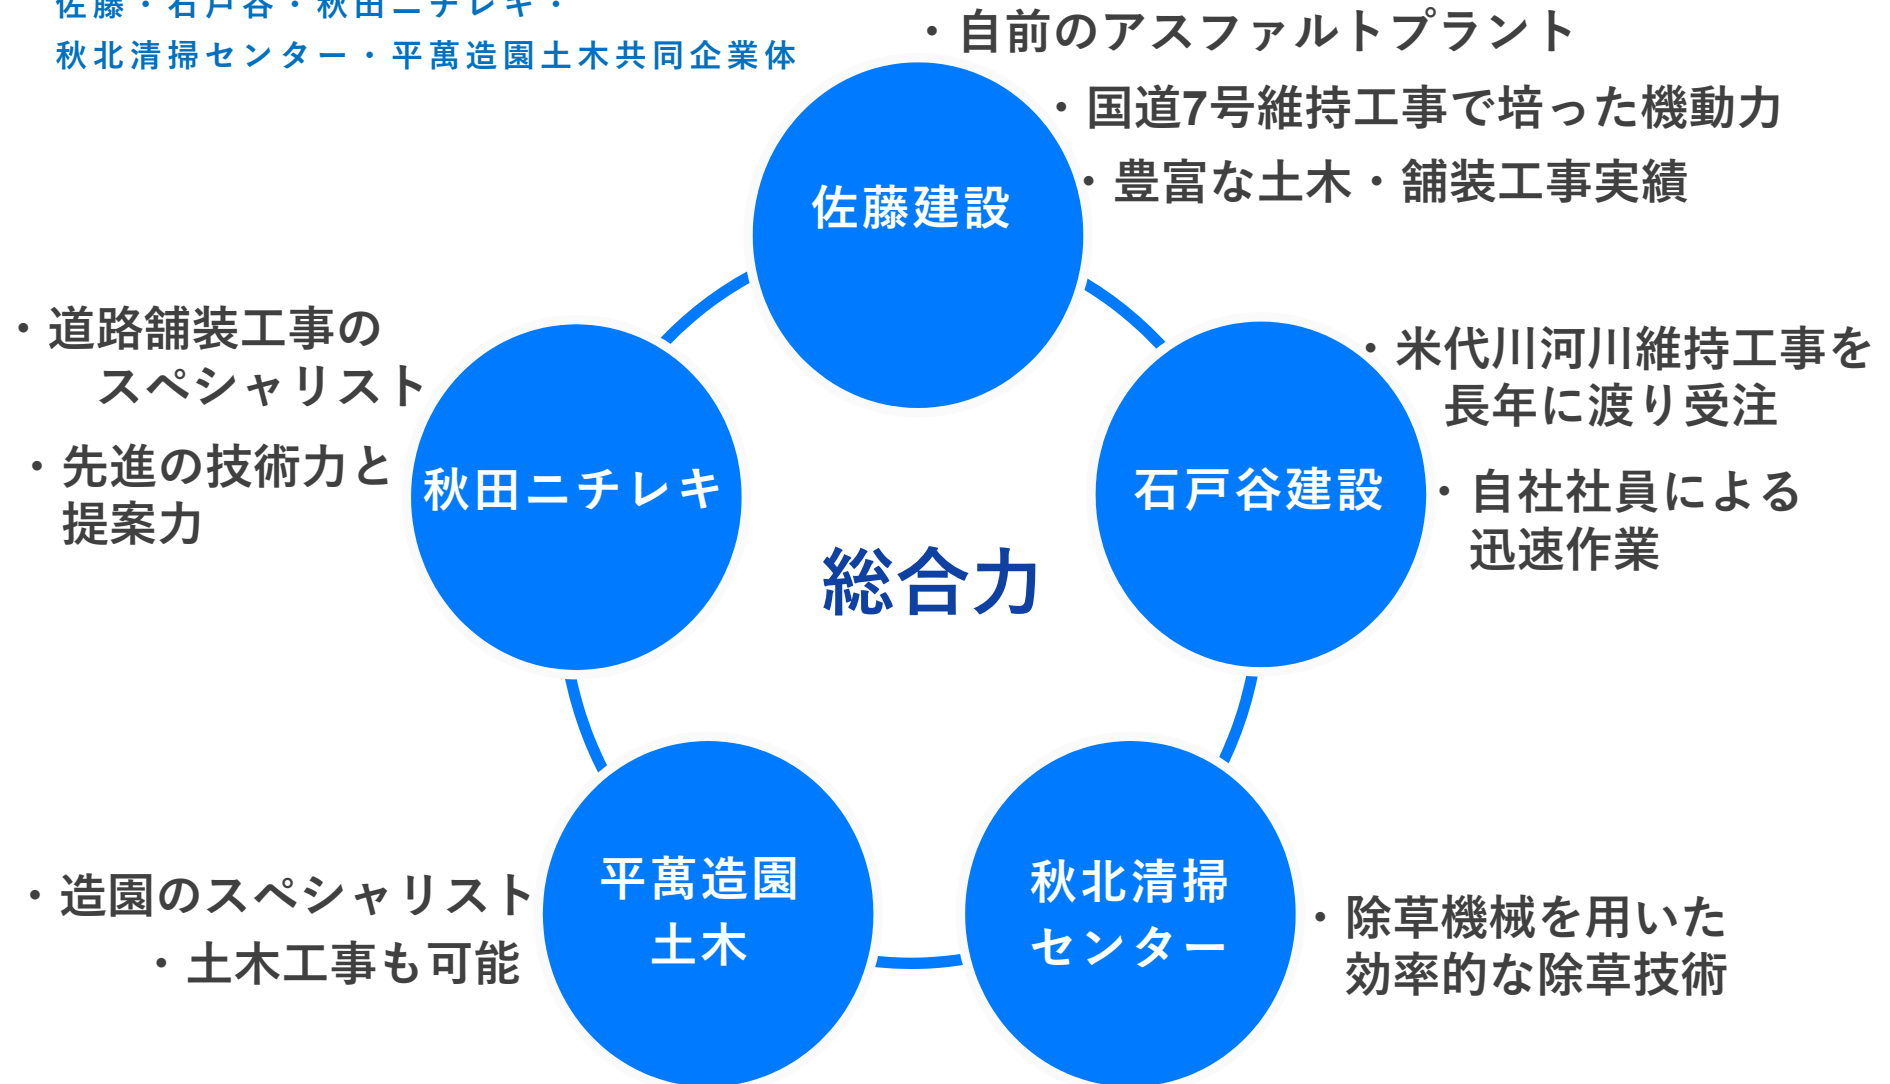 佐藤・石戸谷・秋田ニチレキ・
秋北清掃センター・平萬造園土木共同企業体
・自前のアスファルトプラント
・国道7号維持工事で培った機動力
・豊富な土木・舗装工事実績
佐藤建設
・道路舗装工事の
スペシャリスト
・先進の技術力と
提案力
秋田ニチレキ
・米代川河川維持工事を
長年に渡り受注
・自社社員による
迅速作業
石戸谷建設
総合力
・造園のスペシャリスト
・土木工事も可能
平萬造園
土木
秋北清掃
センター
・除草機械を用いた
効率的な除草技術